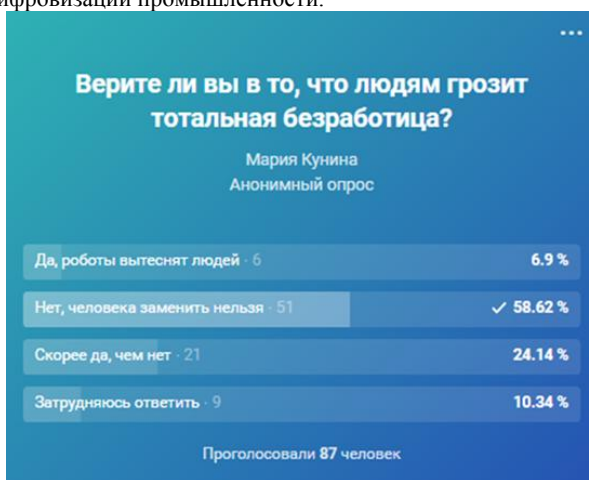 ифровизации промышленности.
Верите ли вы в то, что людям грозит
тотальная безработица?
Мария Кунина
Анонимный опрос
Да, роботы вытеснят людей · 6 6.9 %
Нет, человека заменить нельзя · 51 ✓ 58.62 %
Скорее да, чем нет · 21 24.14 %
Затрудняюсь ответить · 9 10.34 %
Проголосовали 87 человек